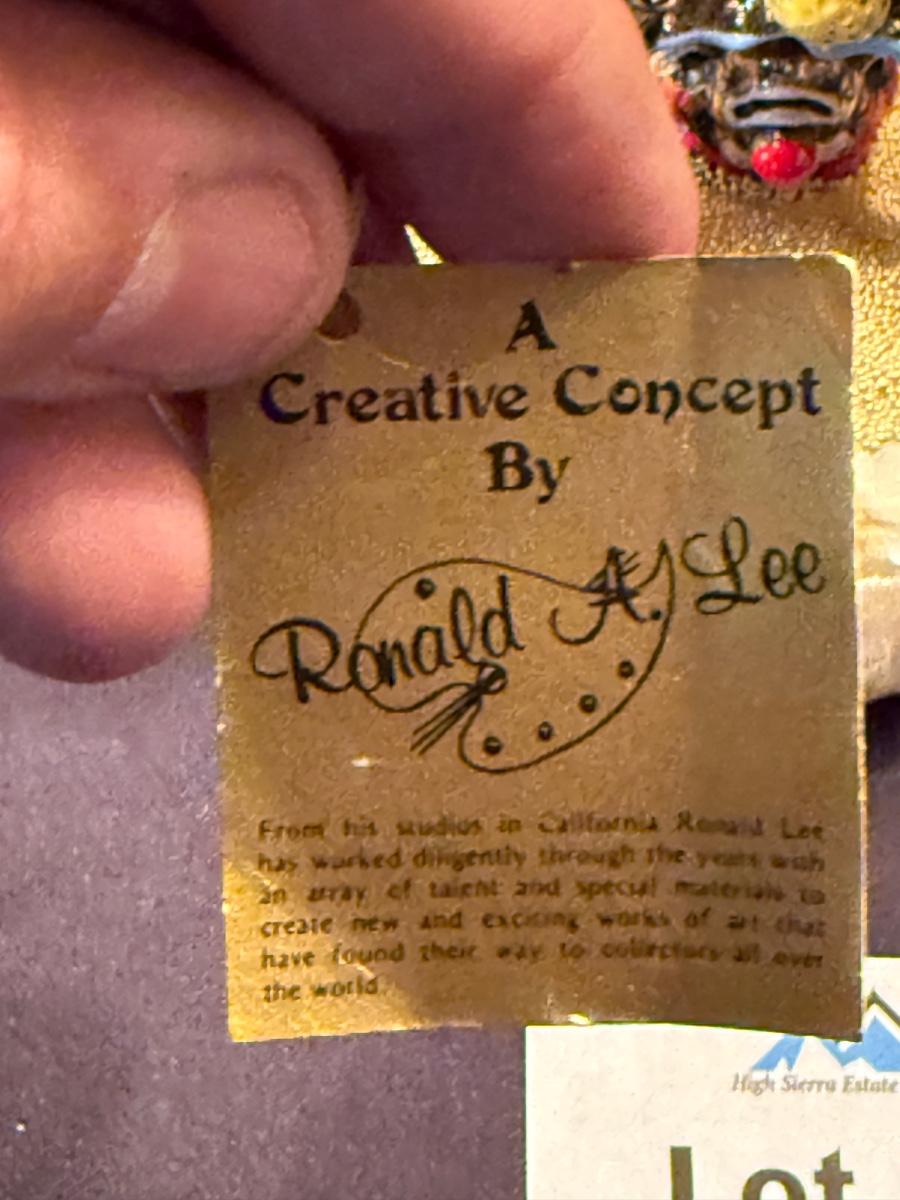 A
Creative Concept
By
Ronald A. Lee
From his studios in California Ronald Lee
has worked diligently through the years with
an array of talent and special materials to
create new and exciting works of art that
have found their way to collectors all over
the world.
High Sierra Estate
Lot